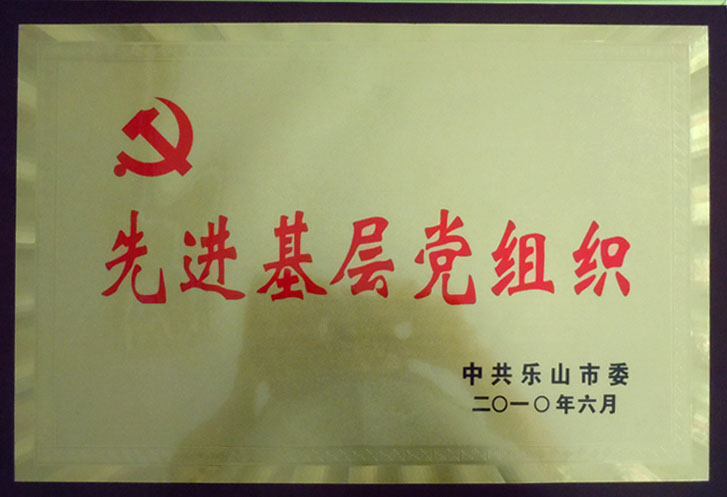 先进基层党组织
中共乐山市委
二〇一〇年六月